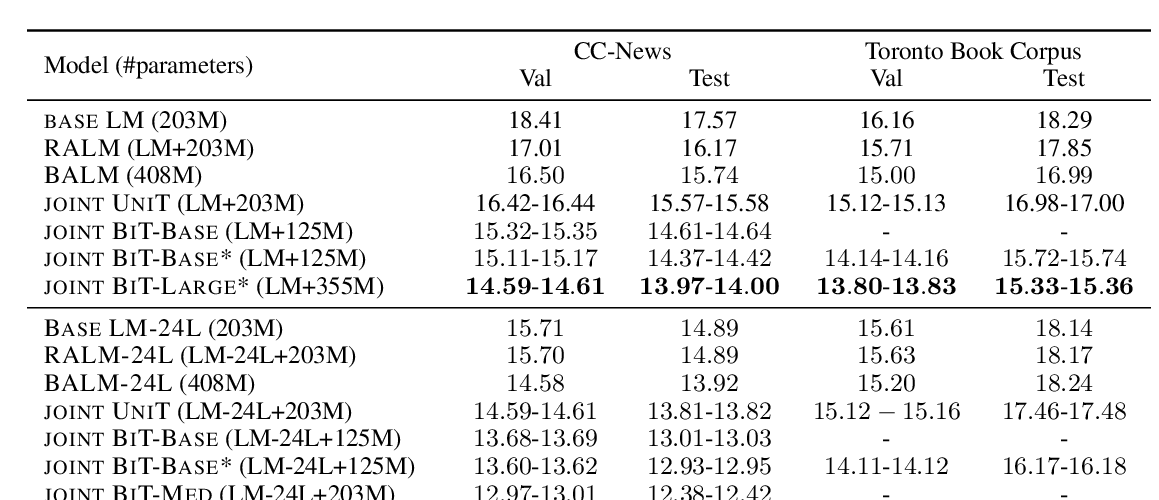 Model (#parameters) CC-News Toronto Book Corpus
Val Test Val Test
BASE LM (203M) 18.41 17.57 16.16 18.29
RALM (LM+203M) 17.01 16.17 15.71 17.85
BALM (408M) 16.50 15.74 15.00 16.99
JOINT UNIT (LM+203M) 16.42-16.44 15.57-15.58 15.12-15.13 16.98-17.00
JOINT BIT-BASE (LM+125M) 15.32-15.35 14.61-14.64 - -
JOINT BIT-BASE* (LM+125M) 15.11-15.17 14.37-14.42 14.14-14.16 15.72-15.74
JOINT BIT-LARGE* (LM+355M) 14.59-14.61 13.97-14.00 13.80-13.83 15.33-15.36
BASE LM-24L (203M) 15.71 14.89 15.61 18.14
RALM-24L (LM-24L+203M) 15.70 14.89 15.63 18.17
BALM-24L (408M) 14.58 13.92 15.20 18.24
JOINT UNIT (LM-24L+203M) 14.59-14.61 13.81-13.82 15.12 − 15.16 17.46-17.48
JOINT BIT-BASE (LM-24L+125M) 13.68-13.69 13.01-13.03 - -
JOINT BIT-BASE* (LM-24L+125M) 13.60-13.62 12.93-12.95 14.11-14.12 16.17-16.18
JOINT BIT-MED (LM-24L+203M) 12.97-13.01 12.38-12.42 - -